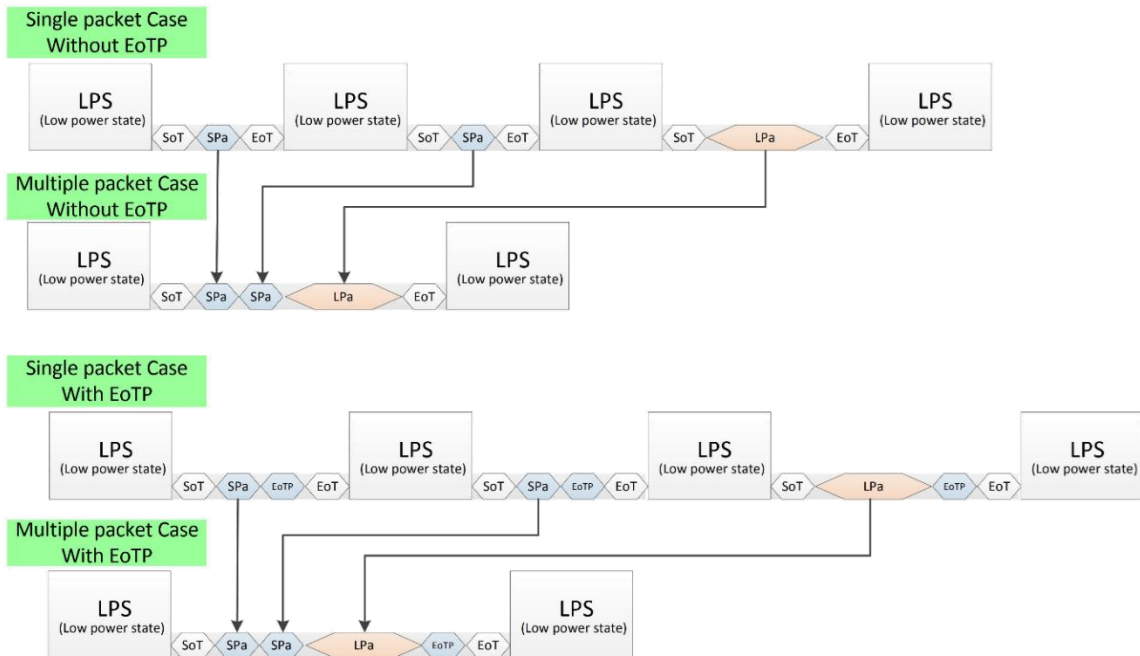 Single packet Case
Without EoTP
LPS
(Low power state)
SoT
SPa
EoT
LPS
(Low power state)
SoT
SPa
EoT
LPS
(Low power state)
SoT
LPa
EoT
LPS
(Low power state)
Multiple packet Case
Without EoTP
LPS
(Low power state)
SoT
SPa
SPa
LPa
EoT
LPS
(Low power state)
Single packet Case
With EoTP
LPS
(Low power state)
SoT
SPa
EoTP
EoT
LPS
(Low power state)
SoT
SPa
EoTP
EoT
LPS
(Low power state)
SoT
LPa
EoTP
EoT
LPS
(Low power state)
Multiple packet Case
With EoTP
LPS
(Low power state)
SoT
SPa
SPa
LPa
EoTP
EoT
LPS
(Low power state)